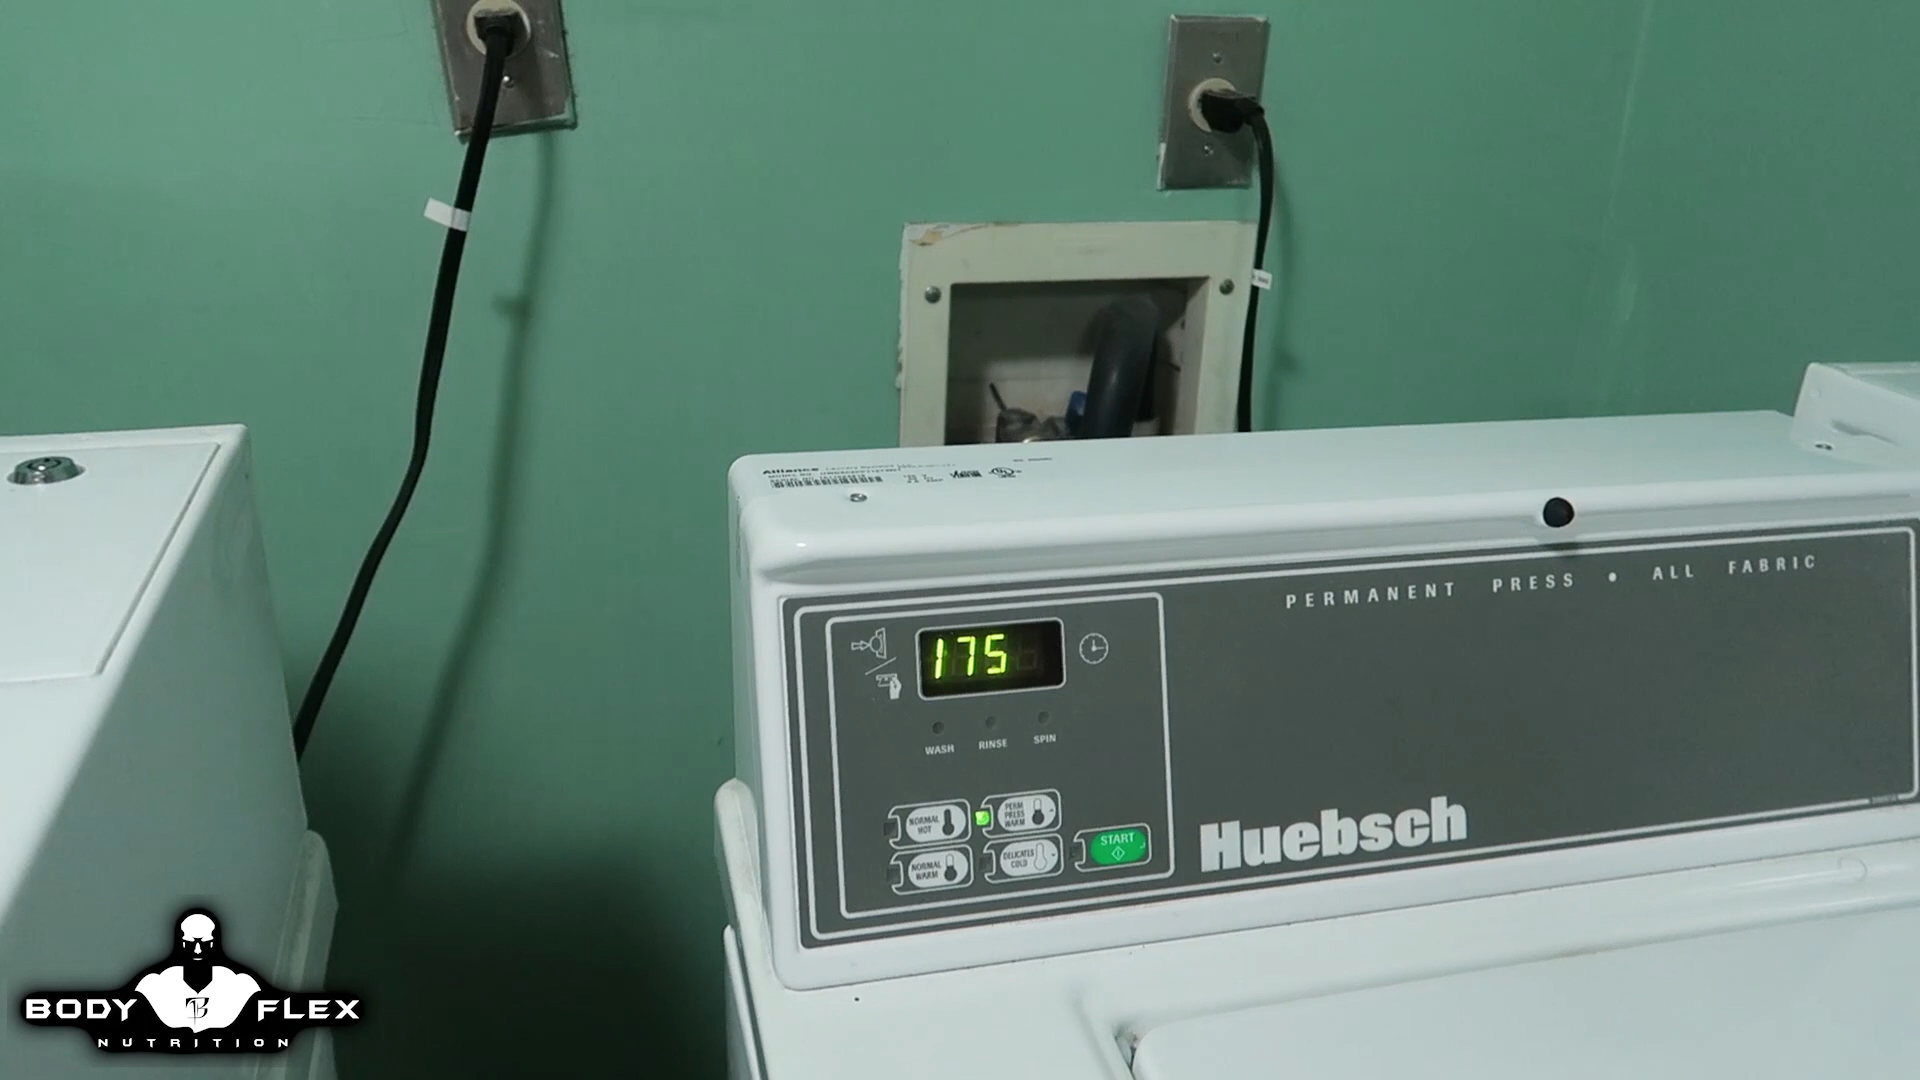 Alliance
PERMANENT PRESS • ALL FABRIC
175
WASH RINSE SPIN
NORMAL
HOT
PERM
PRESS
WARM
NORMAL
WARM
DELICATES
COLD
START
Huebsch
BODY FLEX
NUTRITION